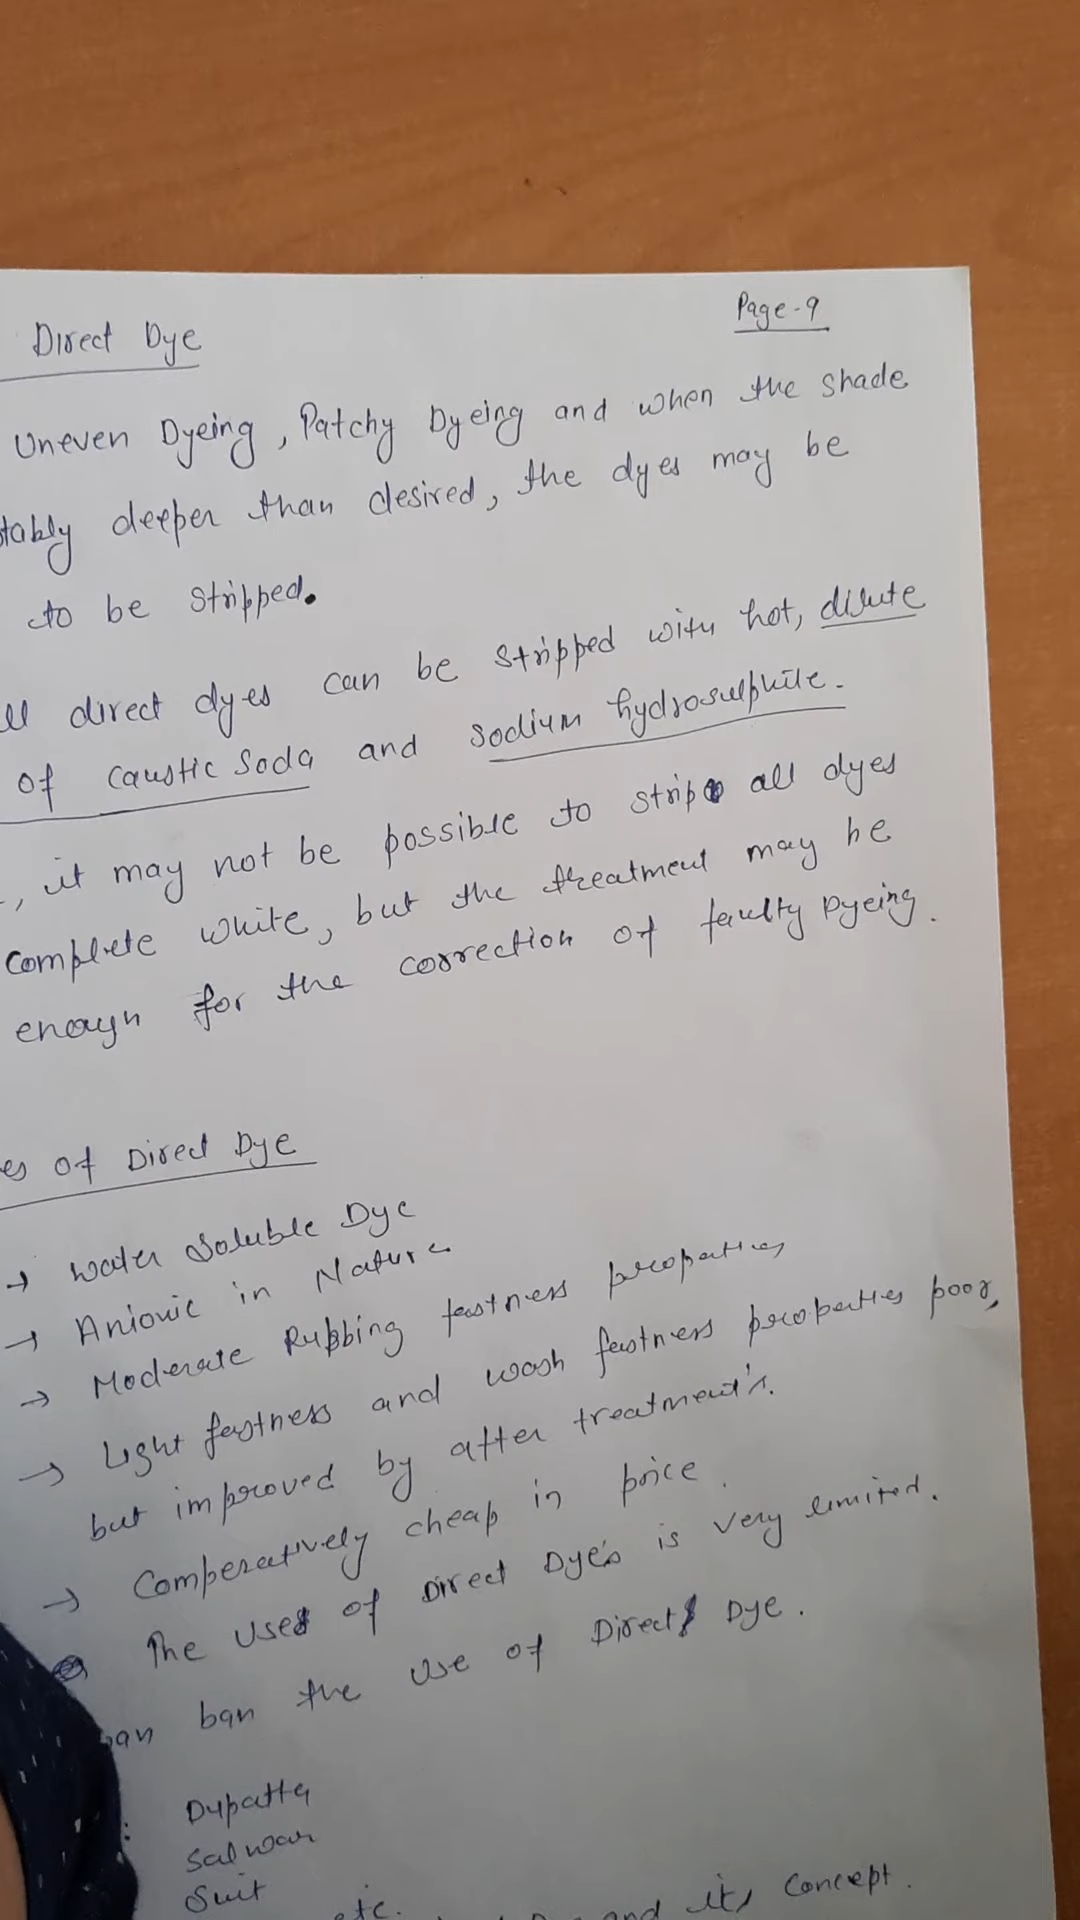 Direct Dye
Page-9
Uneven Dyeing, Patchy Dyeing and when the shade
tably deeper than desired, the dyes may be
to be stripped.
ll direct dyes can be stripped with hot, dilute
of caustic Soda and sodium hydrosulphite.
, it may not be possible to strip all dyes
complete white, but the treatment may be
enough for the correction of faulty Dyeing.
es of Direct Dye
→ Water Soluble Dye
→ Anionic in Nature
→ Moderate Rubbing fastness properties
→ Light fastness and wash fastness properties poor,
but improved by after treatment's.
→ Comperatively cheap in price.
The Uses of Direct Dye's is very limited.
ban the use of Direct Dye.
: Dupatta
Salwar
Suit
etc.
and its Concept.